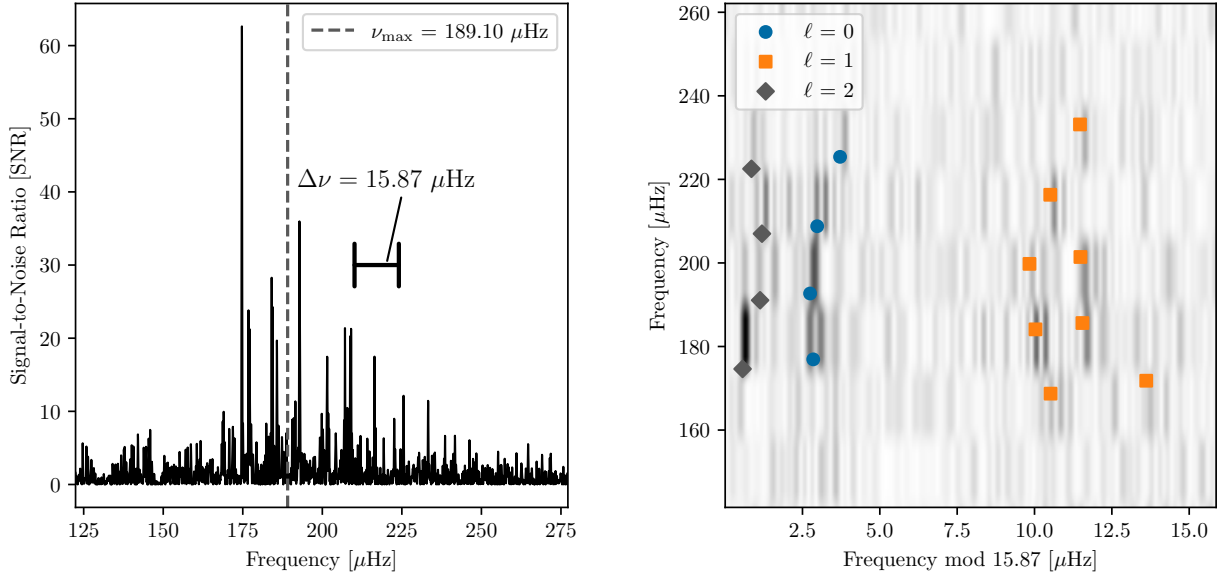 60
50
40
30
20
10
0
Signal-to-Noise Ratio [SNR]
125
150
175
200
225
250
275
Frequency [μHz]
ν_max = 189.10 μHz
Δν = 15.87 μHz
260
240
220
200
180
160
Frequency [μHz]
2.5
5.0
7.5
10.0
12.5
15.0
Frequency mod 15.87 [μHz]
ℓ = 0
ℓ = 1
ℓ = 2